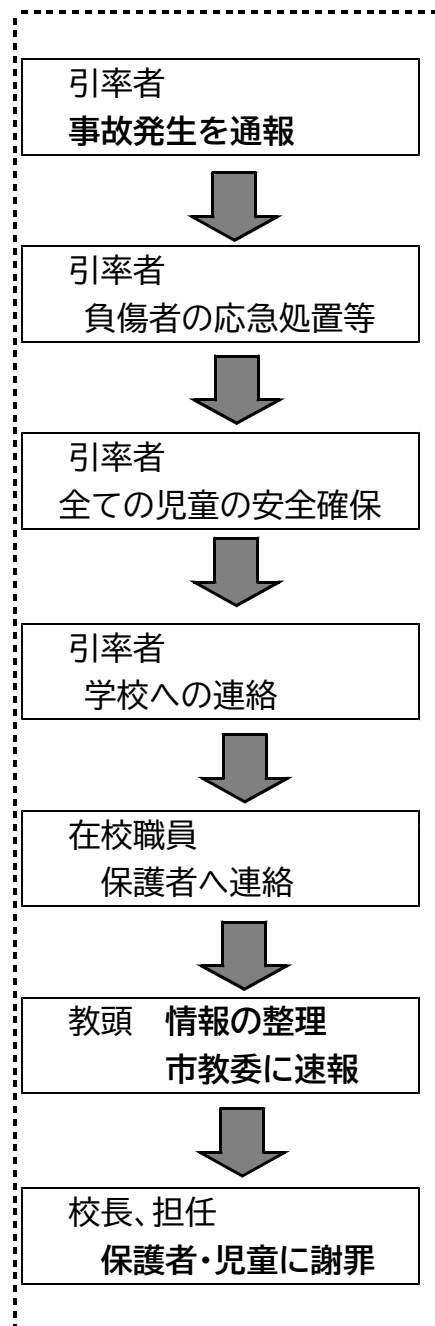 引率者
事故発生を通報
引率者
負傷者の応急処置等
引率者
全ての児童の安全確保
引率者
学校への連絡
在校職員
保護者へ連絡
教頭　情報の整理
市教委に速報
校長、担任
保護者・児童に謝罪